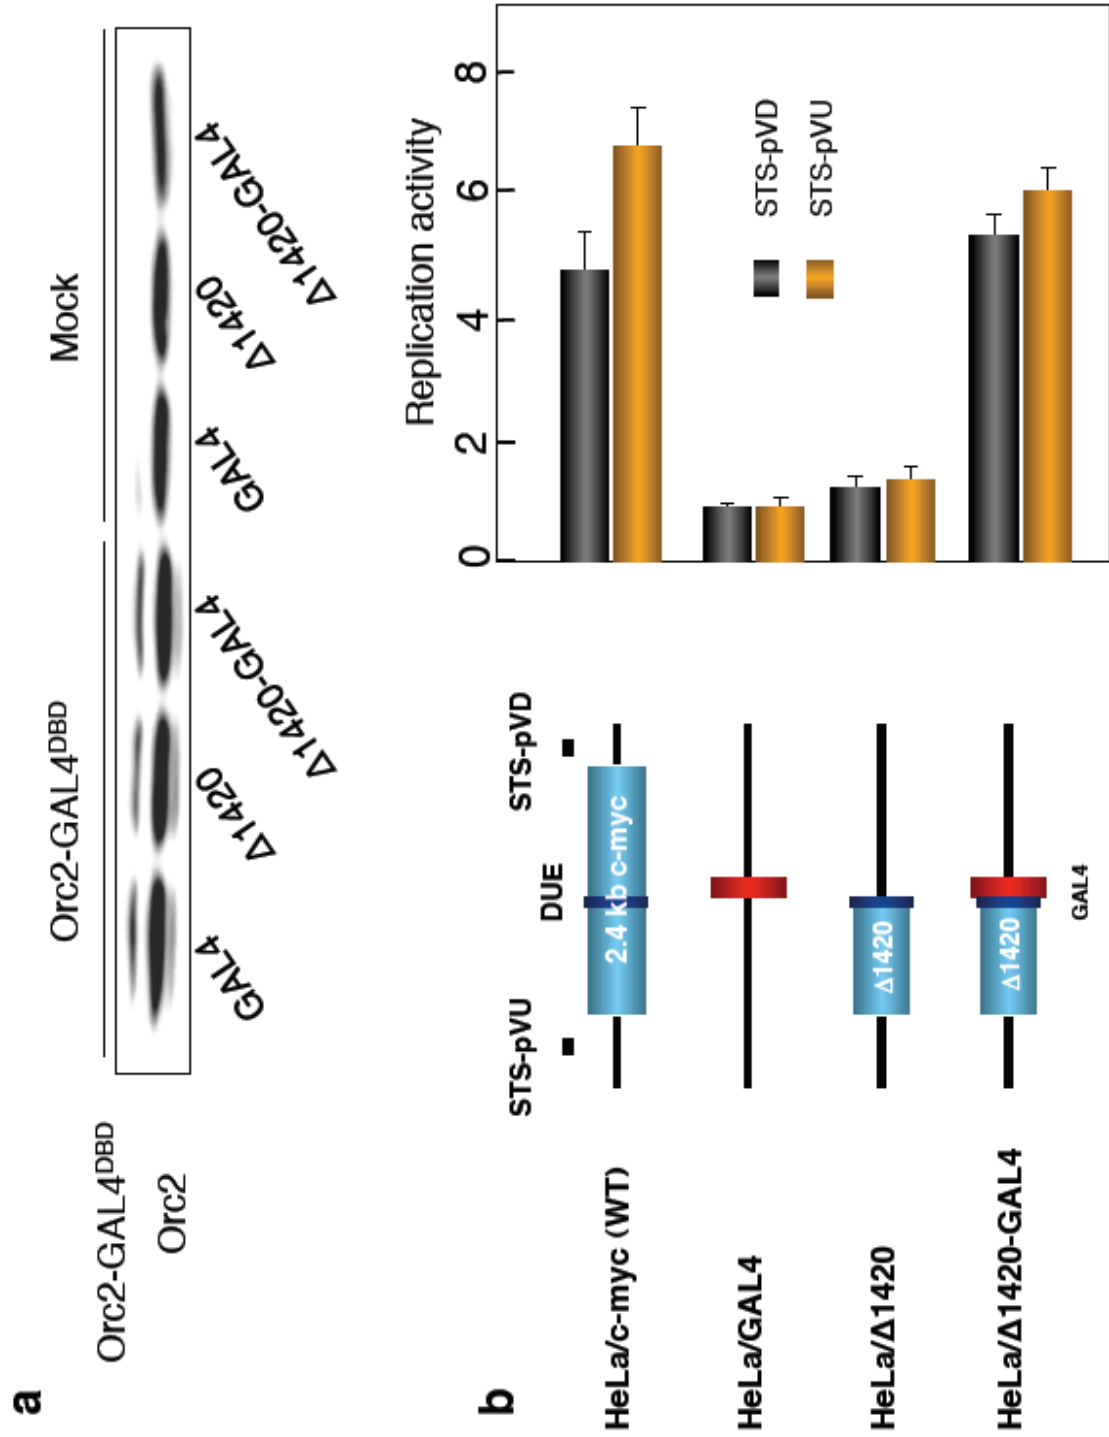 a
Orc2-GAL4DBD
Mock
Orc2-GAL4DBD
Orc2
GAL4
Δ1420
Δ1420-GAL4
GAL4
Δ1420
Δ1420-GAL4
b
Replication activity
0 2 4 6 8
STS-pVU
DUE
STS-pVD
HeLa/c-myc (WT)
2.4 kb c-myc
HeLa/GAL4
HeLa/Δ1420
Δ1420
HeLa/Δ1420-GAL4
Δ1420
GAL4
STS-pVD
STS-pVU